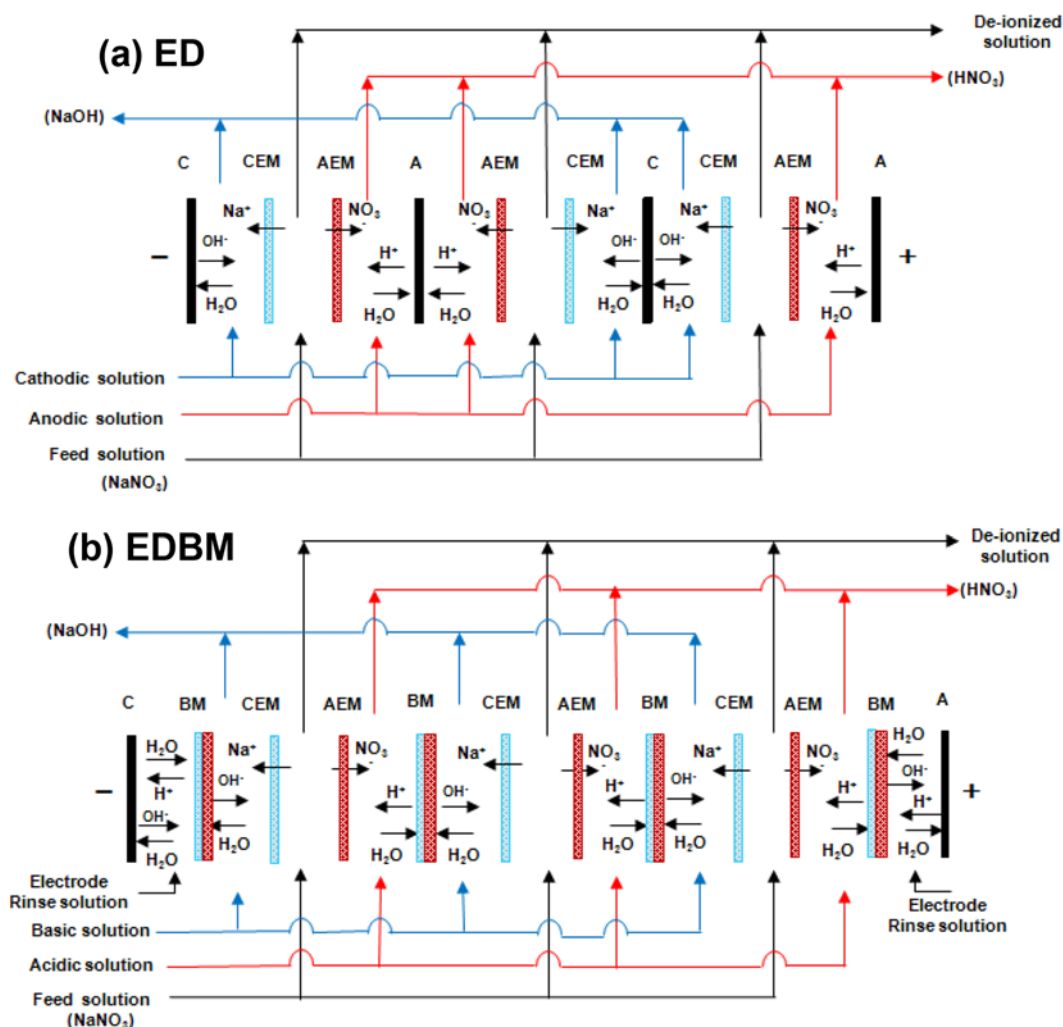 (a) ED
De-ionized
solution
(HNO₃)
(NaOH)
C CEM AEM A AEM CEM C CEM AEM A
Na⁺ NO₃⁻ NO₃⁻ Na⁺ Na⁺ NO₃⁻
OH⁻ H⁺ H⁺ OH⁻ OH⁻ H⁺
− +
H₂O H₂O H₂O H₂O H₂O H₂O
Cathodic solution
Anodic solution
Feed solution
(NaNO₃)
(b) EDBM
De-ionized
solution
(HNO₃)
(NaOH)
C BM CEM AEM BM CEM AEM BM CEM AEM BM A
H₂O Na⁺ NO₃⁻ Na⁺ NO₃⁻ Na⁺ NO₃⁻ H₂O
H⁺ OH⁻ H⁺ OH⁻ H⁺ OH⁻ H⁺ OH⁻
− +
OH⁻ H⁺
H₂O H₂O H₂O H₂O H₂O H₂O H₂O H₂O
Electrode
Rinse solution
Electrode
Rinse solution
Basic solution
Acidic solution
Feed solution
(NaNO₃)